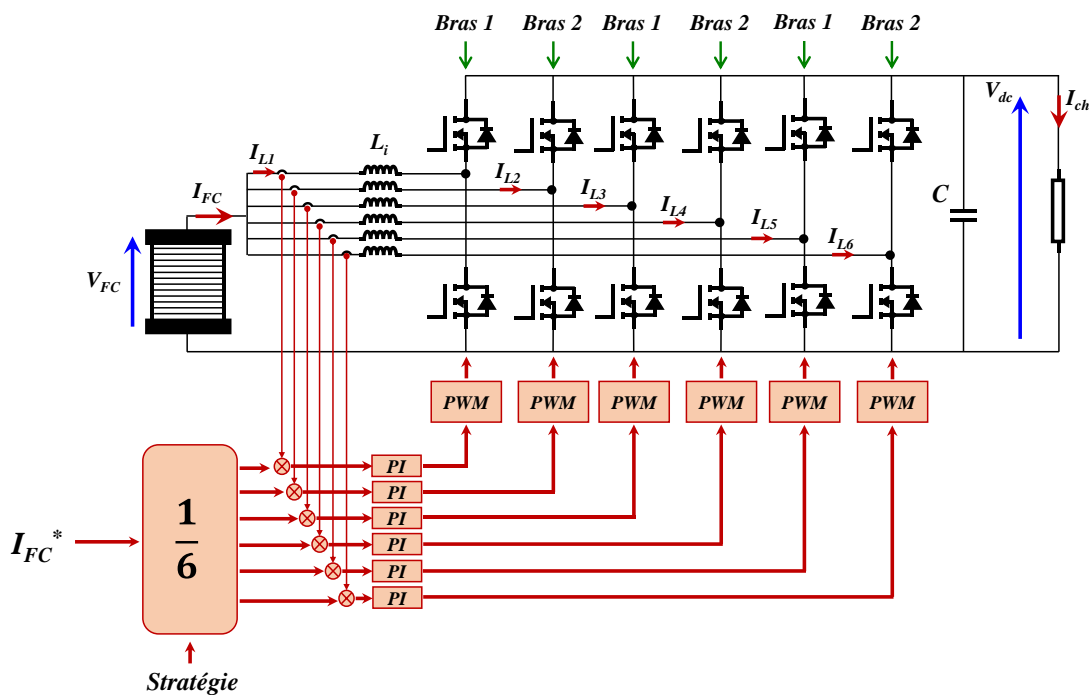 Bras 1 Bras 2 Bras 1 Bras 2 Bras 1 Bras 2
V_dc
I_ch
L_i
I_L1
I_L2
I_FC
I_L3
C
I_L4
I_L5
I_L6
V_FC
PWM PWM PWM PWM PWM PWM
PI
PI
PI
PI
PI
PI
1
6
I_FC*
Stratégie